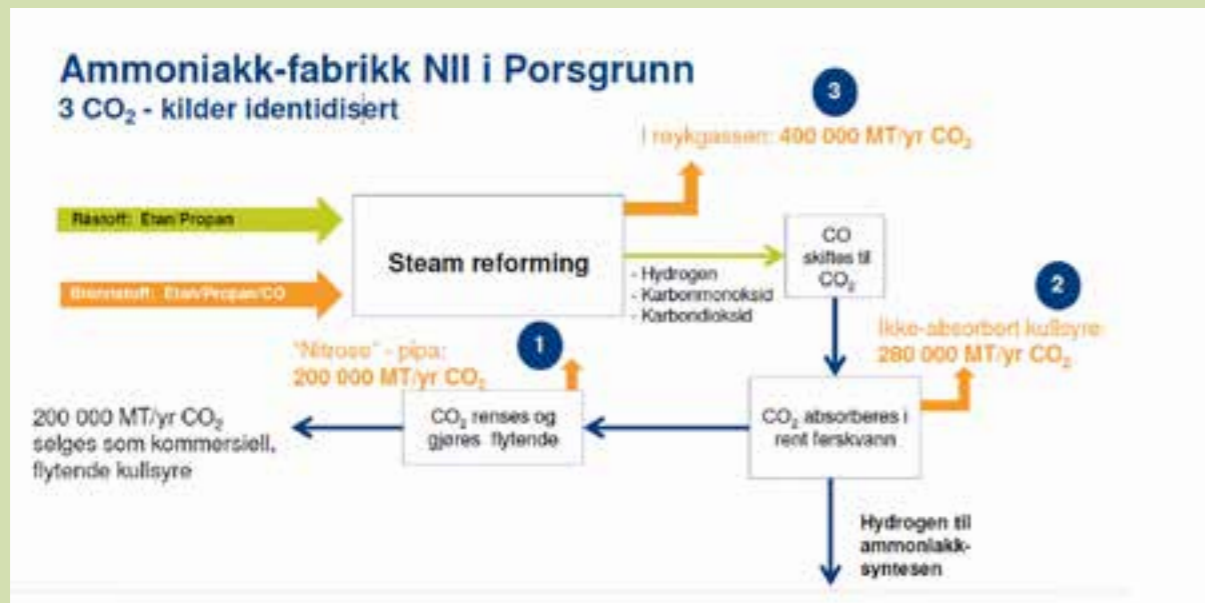 Ammoniakk-fabrikk NII i Porsgrunn
3 CO₂ - kilder identidisert
3
I røykgassen: 400 000 MT/yr CO₂
Råstoff: Etan/Propan
Steam reforming
CO
skiftes til
CO₂
- Hydrogen
- Karbonmonoksid
- Karbondioksid
Brennstoff: Etan/Propan/CO
2
Ikke-absorbert kullsyre:
280 000 MT/yr CO₂
1
"Nitrose" - pipa:
200 000 MT/yr CO₂
200 000 MT/yr CO₂
selges som kommersiell,
flytende kullsyre
CO₂ renses og
gjøres flytende
CO₂ absorberes i
rent ferskvann
Hydrogen til
ammoniakk-
syntesen